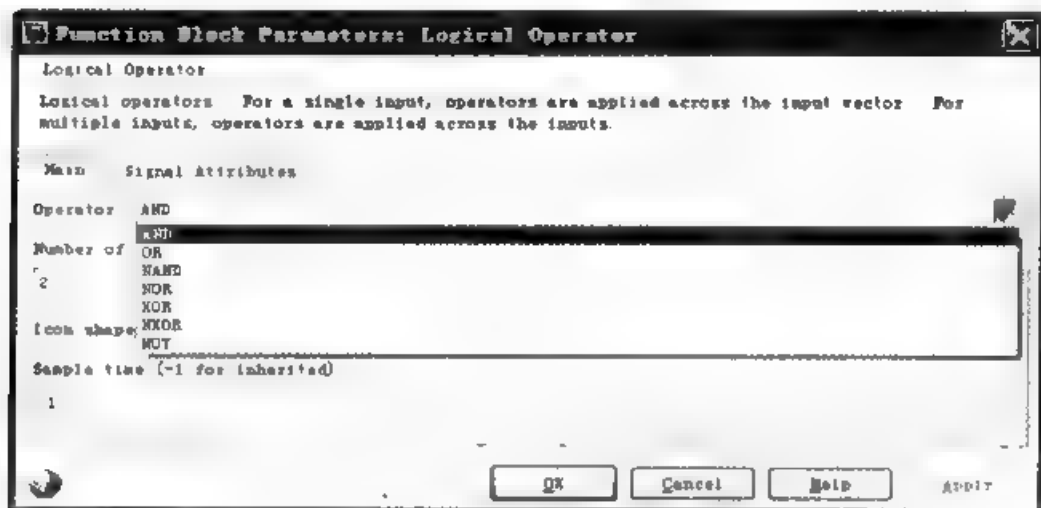 Function Block Parameters: Logical Operator
Logical Operator
Logical operators For a single input, operators are applied across the input vector For
multiple inputs, operators are applied across the inputs.
Main Signal Attributes
Operator AND
AND
Number of
OR
NAND
2
NOR
XOR
Icon shape
NXOR
NOT
Sample time (-1 for inherited)
1
OK Cancel Help Apply